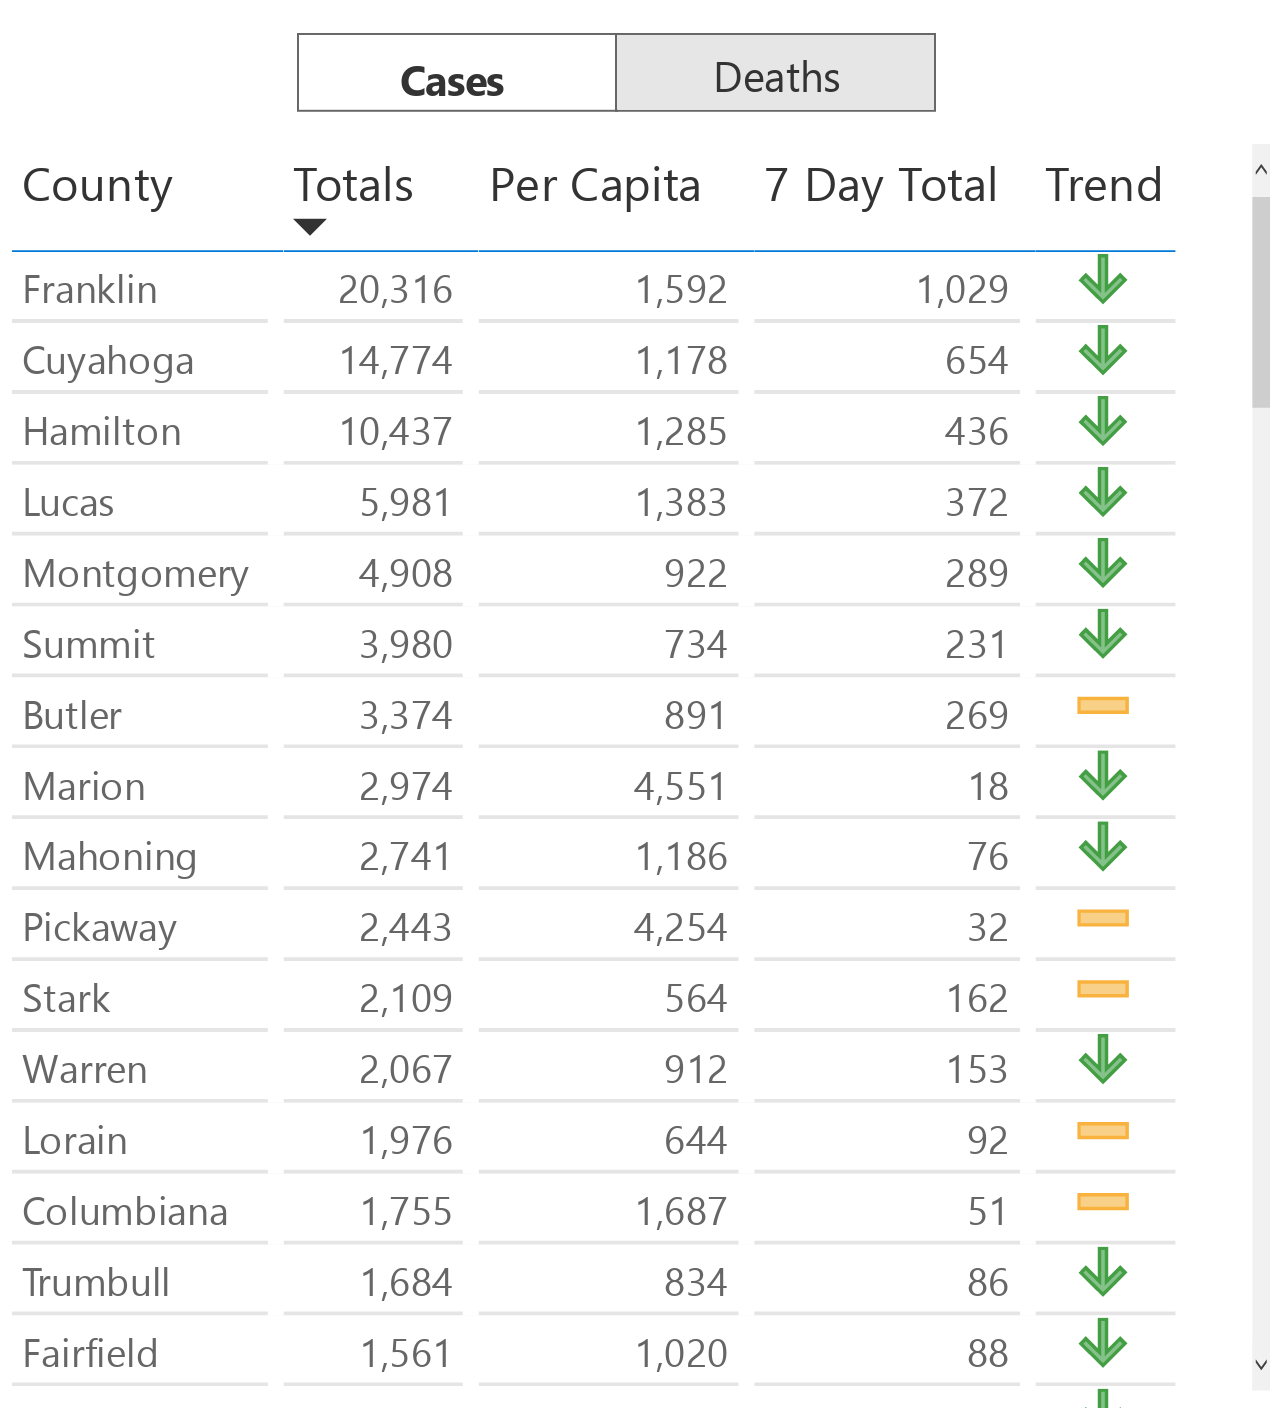 Cases Deaths
County Totals Per Capita 7 Day Total Trend
Franklin 20,316 1,592 1,029
Cuyahoga 14,774 1,178 654
Hamilton 10,437 1,285 436
Lucas 5,981 1,383 372
Montgomery 4,908 922 289
Summit 3,980 734 231
Butler 3,374 891 269
Marion 2,974 4,551 18
Mahoning 2,741 1,186 76
Pickaway 2,443 4,254 32
Stark 2,109 564 162
Warren 2,067 912 153
Lorain 1,976 644 92
Columbiana 1,755 1,687 51
Trumbull 1,684 834 86
Fairfield 1,561 1,020 88